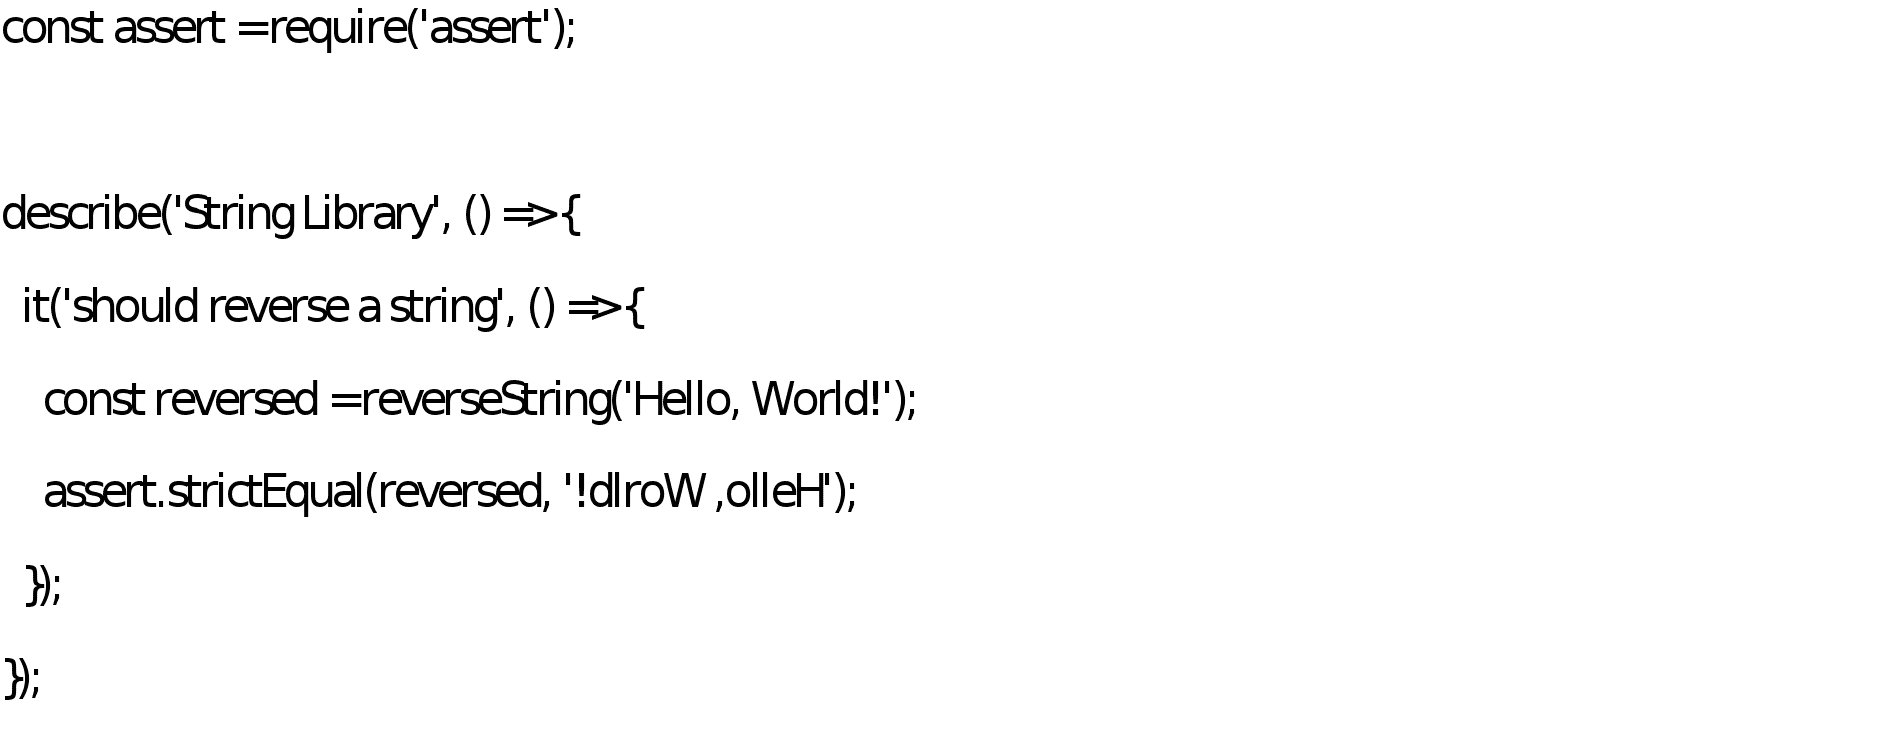 const assert = require('assert');
describe('String Library', () => {
it('should reverse a string', () => {
const reversed = reverseString('Hello, World!');
assert.strictEqual(reversed, '!dlroW ,olleH');
});
});